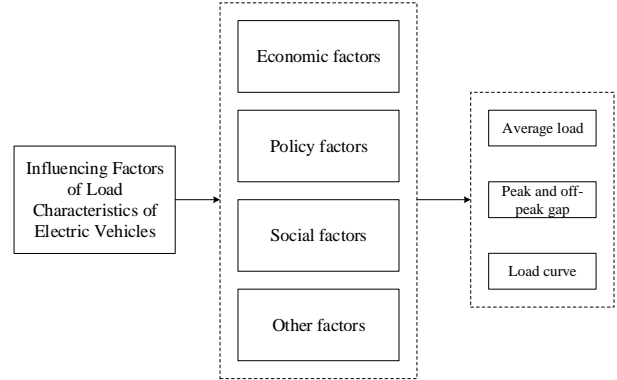 Influencing Factors
of Load
Characteristics of
Electric Vehicles
Economic factors
Policy factors
Social factors
Other factors
Average load
Peak and off-
peak gap
Load curve